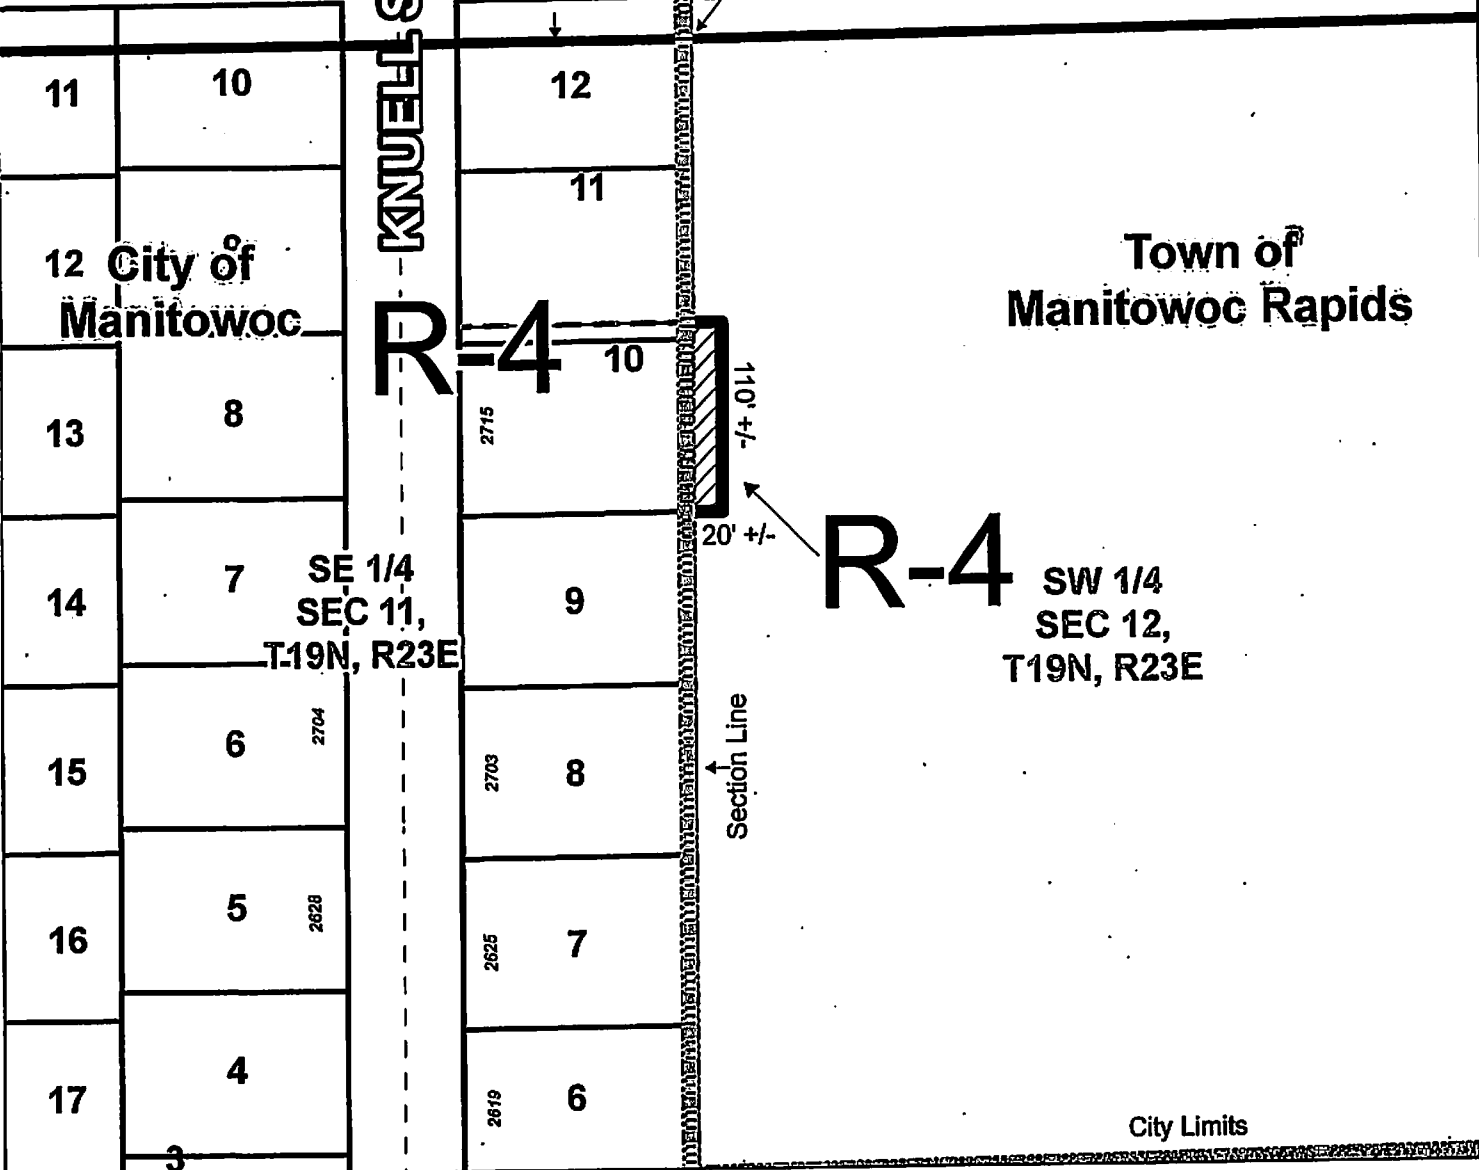 KNUELL S
11
10
12
11
12
9
City of
Manitowoc
Town of
Manitowoc Rapids
R-4
10
110' +/-
2715
13
8
20' +/-
R-4
SE 1/4
SEC 11,
T19N, R23E
SW 1/4
SEC 12,
T19N, R23E
14
7
9
15
6
2704
2703
8
Section Line
16
5
2628
2625
7
17
4
2619
6
City Limits
3